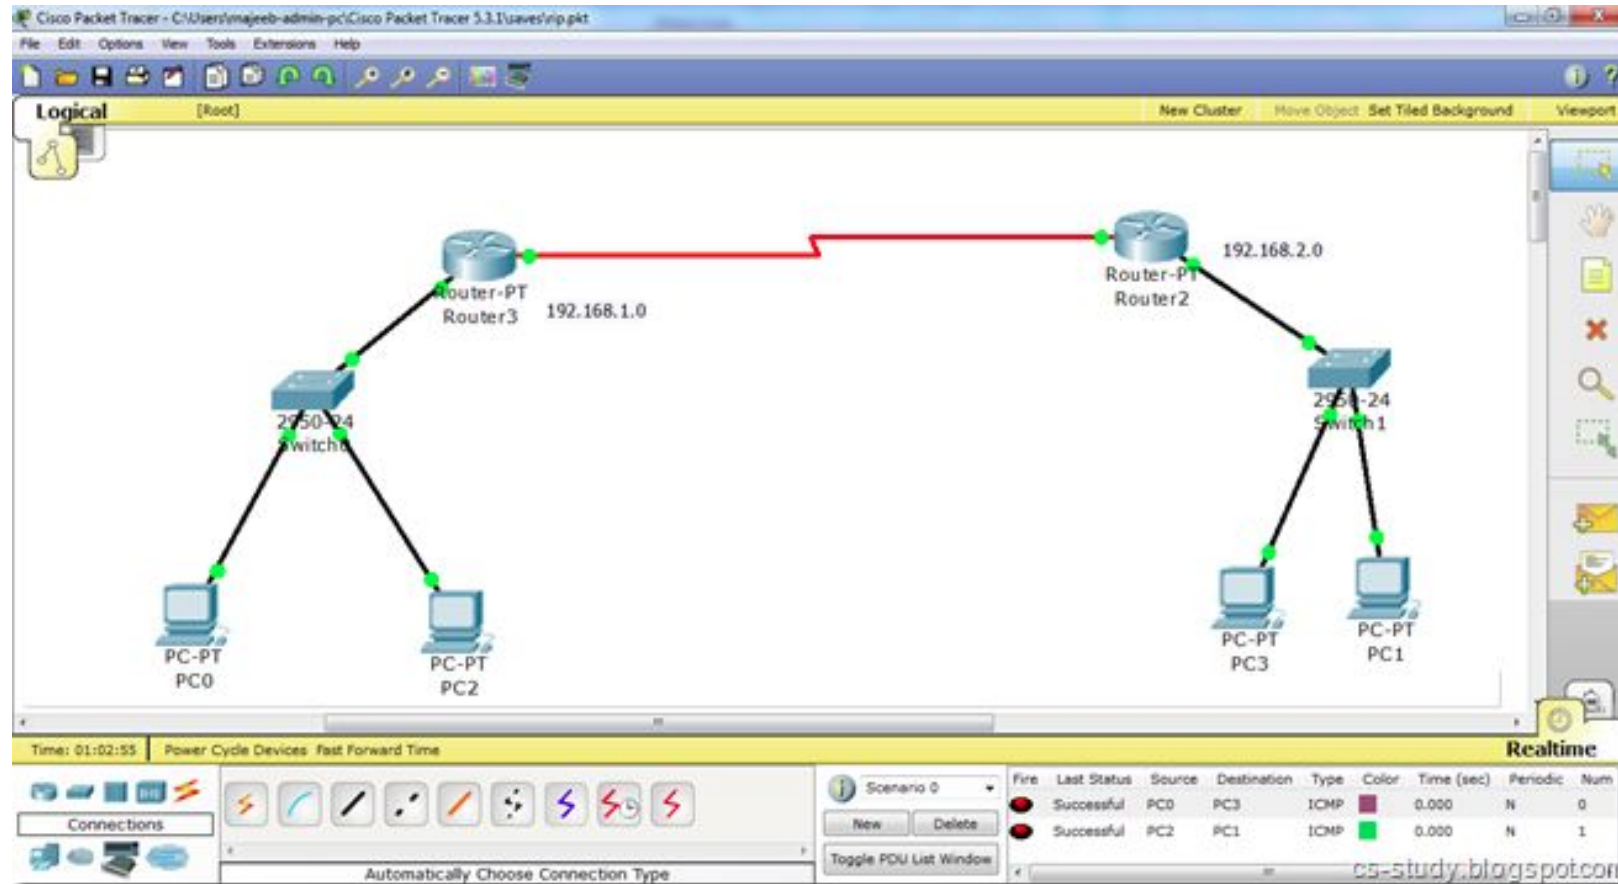 Cisco Packet Tracer - C:\Users\majeeb-admin-pc\Cisco Packet Tracer 5.3.1\saves\rip.pkt
File Edit Options View Tools Extensions Help
Logical [Root] New Cluster Move Object Set Tiled Background Viewport
Router-PT
Router3
192.168.1.0
Router-PT
Router2
192.168.2.0
2950-24
Switch0
2950-24
Switch1
PC-PT
PC0
PC-PT
PC2
PC-PT
PC3
PC-PT
PC1
Time: 01:02:55 Power Cycle Devices Fast Forward Time Realtime
Connections
Automatically Choose Connection Type
Scenario 0
New Delete
Toggle PDU List Window
Fire Last Status Source Destination Type Color Time (sec) Periodic Num
Successful PC0 PC3 ICMP 0.000 N 0
Successful PC2 PC1 ICMP 0.000 N 1
cs-study.blogspot.com